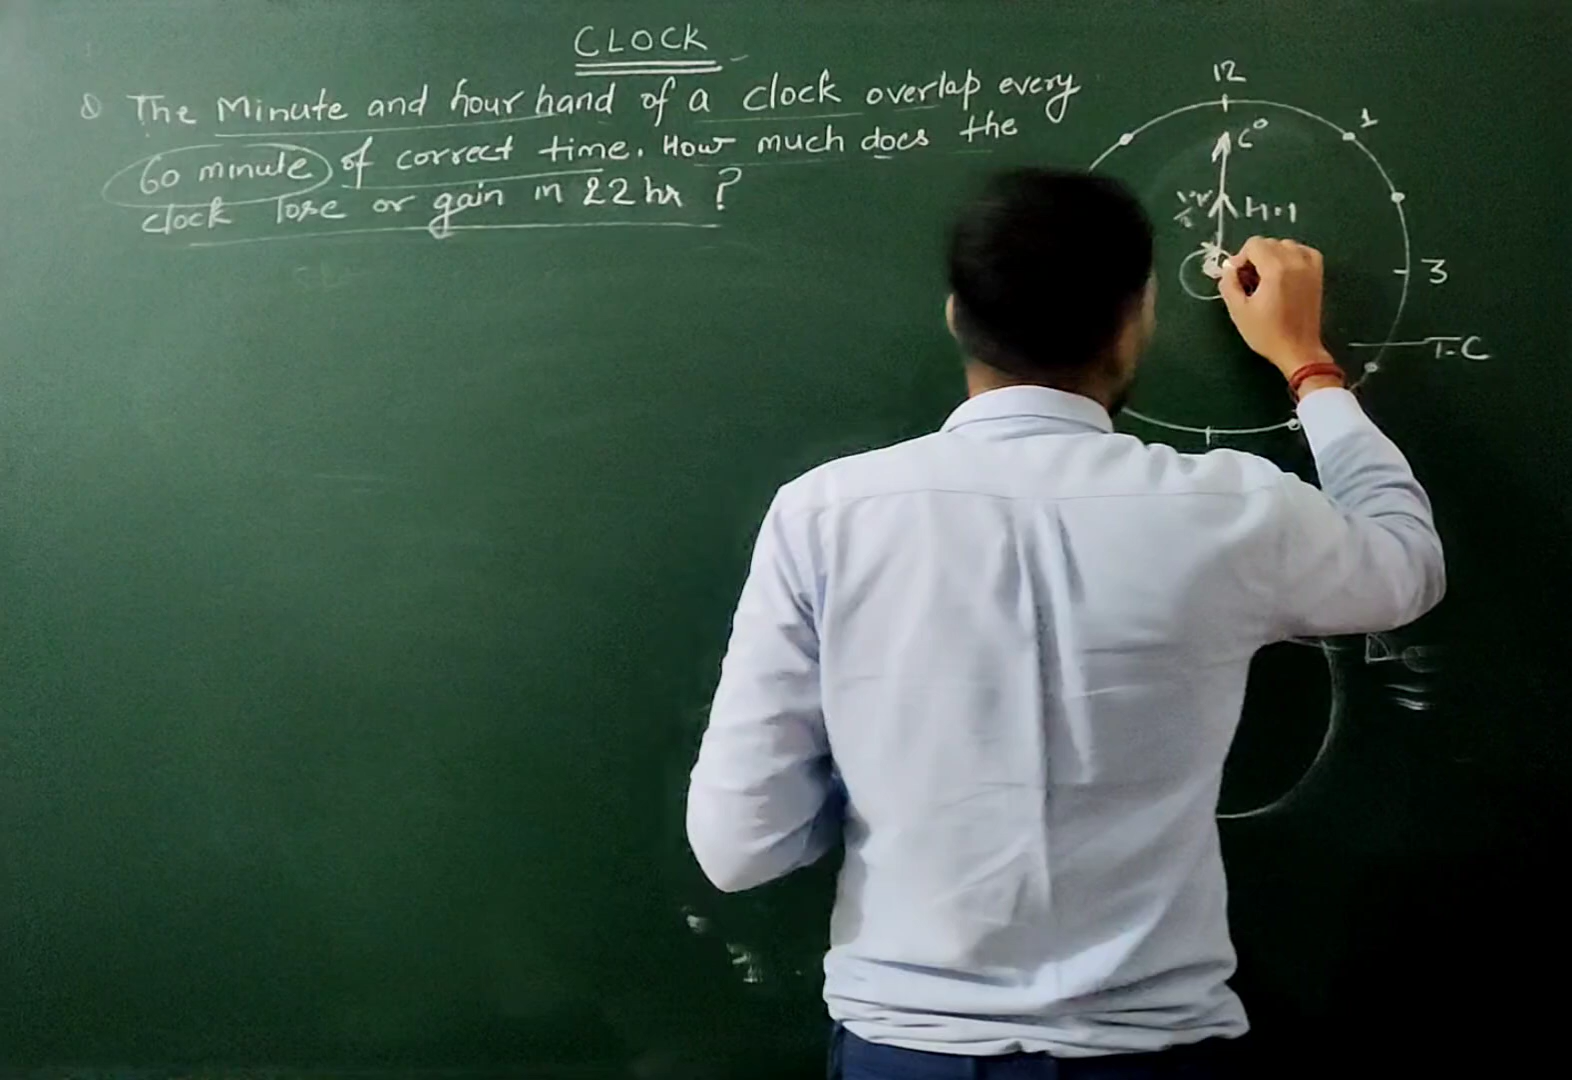 CLOCK
The Minute and hour hand of a clock overlap every
60 minute of correct time. How much does the
clock lose or gain in 22 hr ?
12
1
H.H
3
T.C